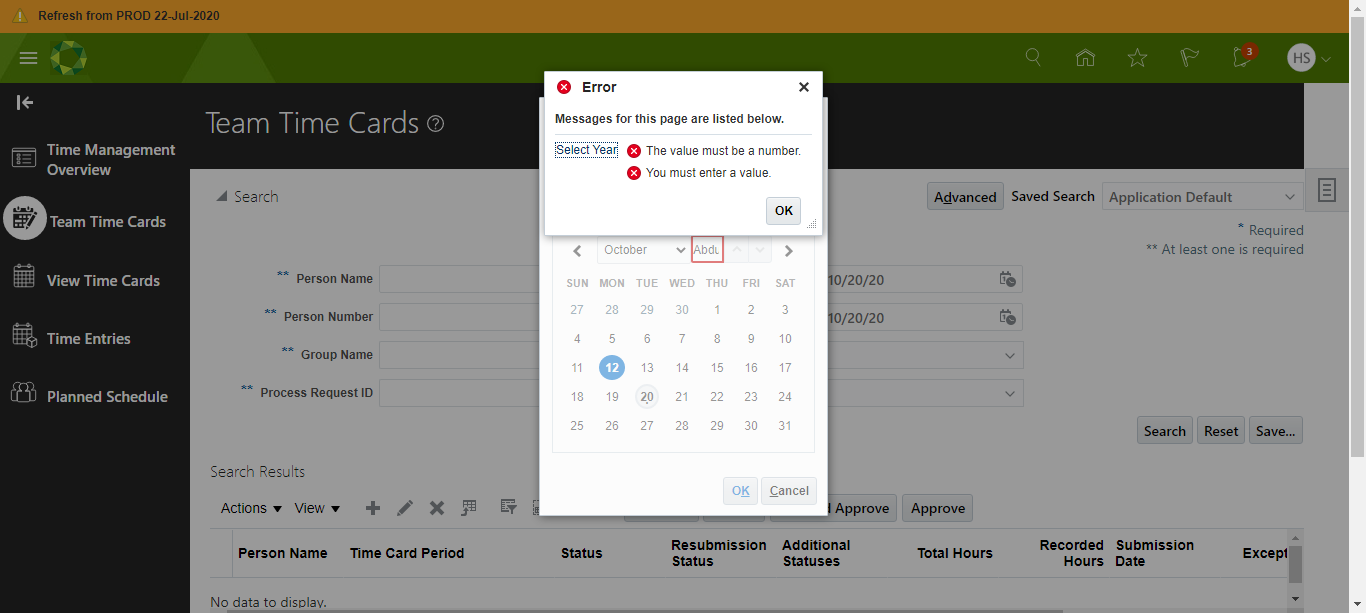 Refresh from PROD 22-Jul-2020
3
HS
Team Time Cards
Time Management
Overview
Team Time Cards
View Time Cards
Time Entries
Planned Schedule
Error
Messages for this page are listed below.
Select Year
The value must be a number.
You must enter a value.
OK
Search
Advanced
Saved Search
Application Default
* Required
** At least one is required
** Person Name
** Person Number
** Group Name
** Process Request ID
10/20/20
10/20/20
October
Abdu
SUN MON TUE WED THU FRI SAT
27 28 29 30 1 2 3
4 5 6 7 8 9 10
11 12 13 14 15 16 17
18 19 20 21 22 23 24
25 26 27 28 29 30 31
OK Cancel
Search Reset Save...
Search Results
Actions View
Approve
Approve
Person Name
Time Card Period
Status
Resubmission
Status
Additional
Statuses
Total Hours
Recorded
Hours
Submission
Date
Except
No data to display.